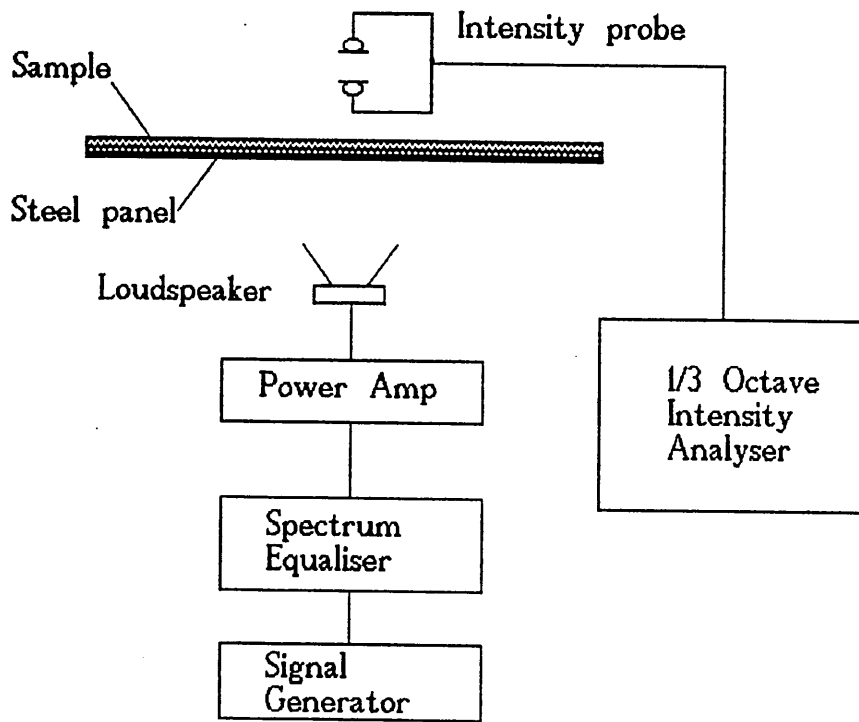 Intensity probe
Sample
Steel panel
Loudspeaker
Power Amp
1/3 Octave
Intensity
Analyser
Spectrum
Equaliser
Signal
Generator